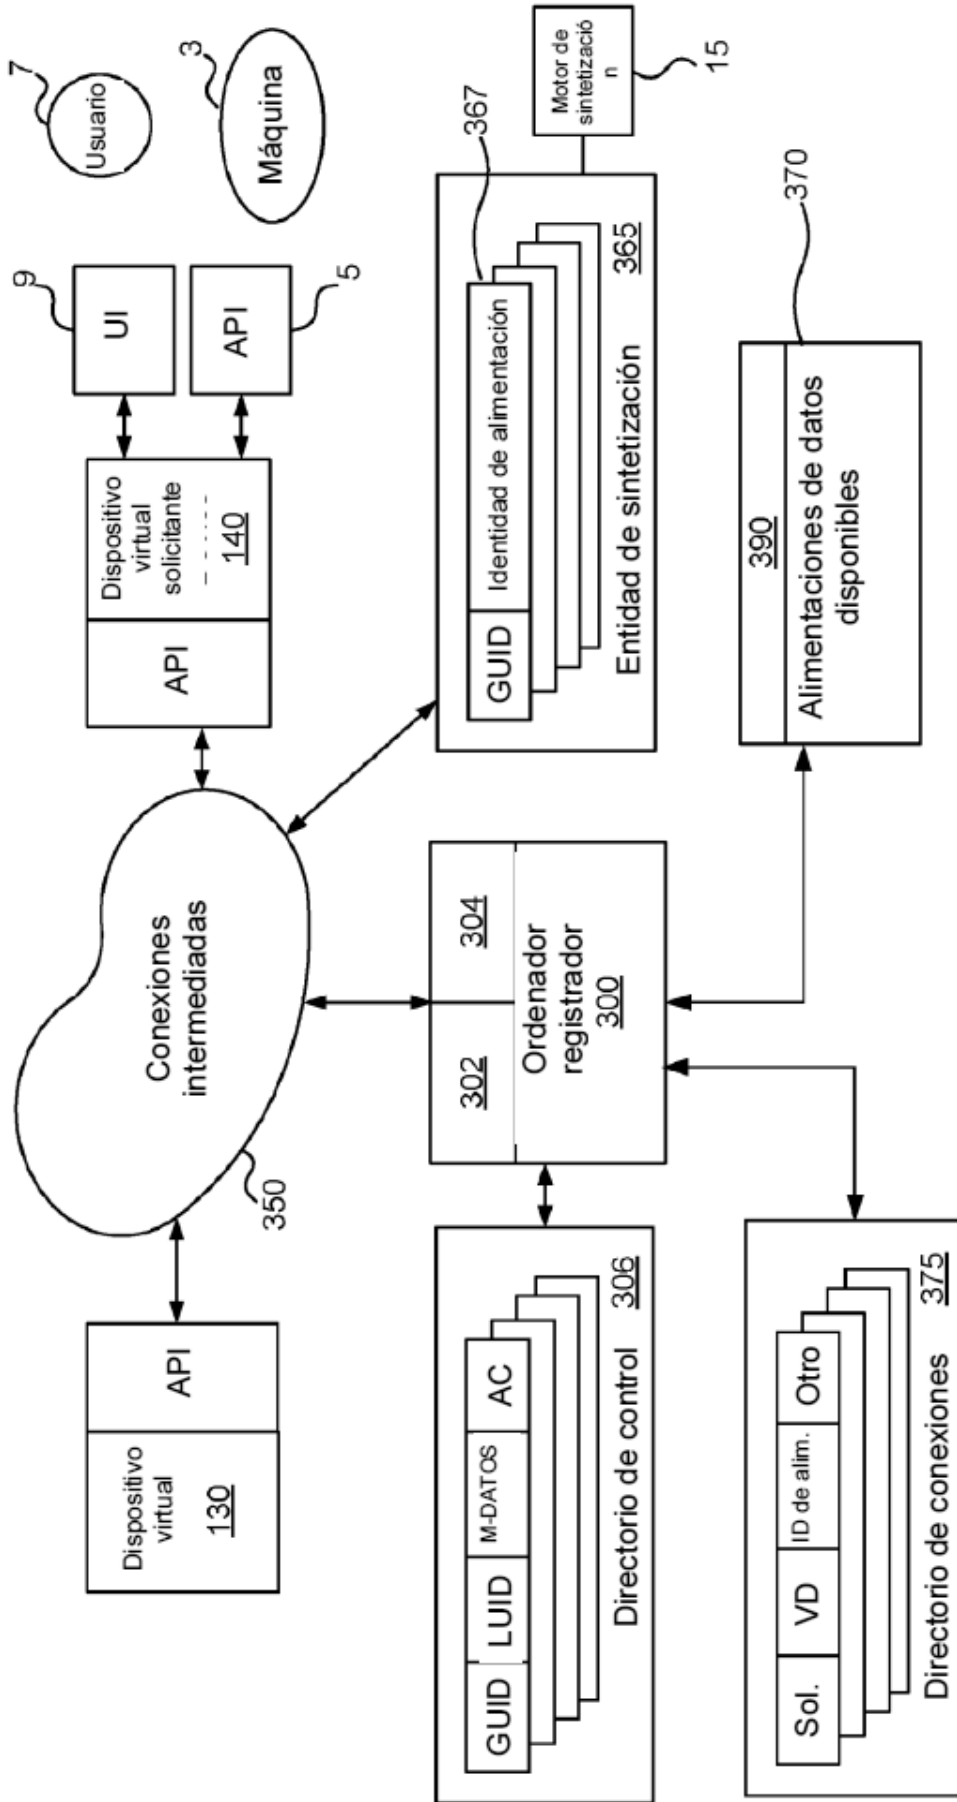 Dispositivo
virtual
130
API
350
Conexiones
intermediadas
API
Dispositivo
virtual
solicitante
140
9
UI
API
5
7
Usuario
3
Máquina
GUID
LUID
M-DATOS
AC
Directorio de control
306
302
304
Ordenador
registrador
300
GUID
Identidad de alimentación
367
Entidad de sintetización
365
Motor de
sintetizació
n
15
Sol.
VD
ID de alim.
Otro
Directorio de conexiones
375
390
Alimentaciones de datos
disponibles
370